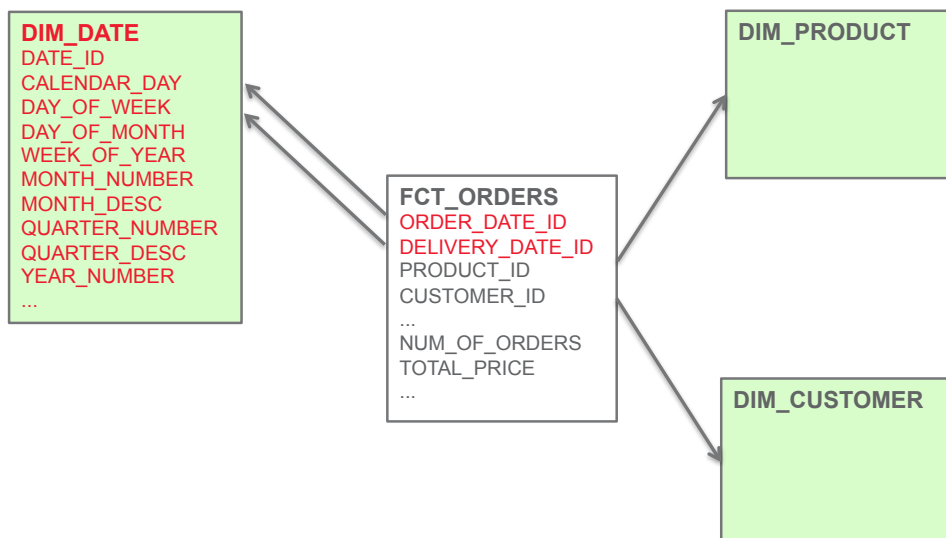 DIM_DATE
DATE_ID
CALENDAR_DAY
DAY_OF_WEEK
DAY_OF_MONTH
WEEK_OF_YEAR
MONTH_NUMBER
MONTH_DESC
QUARTER_NUMBER
QUARTER_DESC
YEAR_NUMBER
...
FCT_ORDERS
ORDER_DATE_ID
DELIVERY_DATE_ID
PRODUCT_ID
CUSTOMER_ID
...
NUM_OF_ORDERS
TOTAL_PRICE
...
DIM_PRODUCT
DIM_CUSTOMER